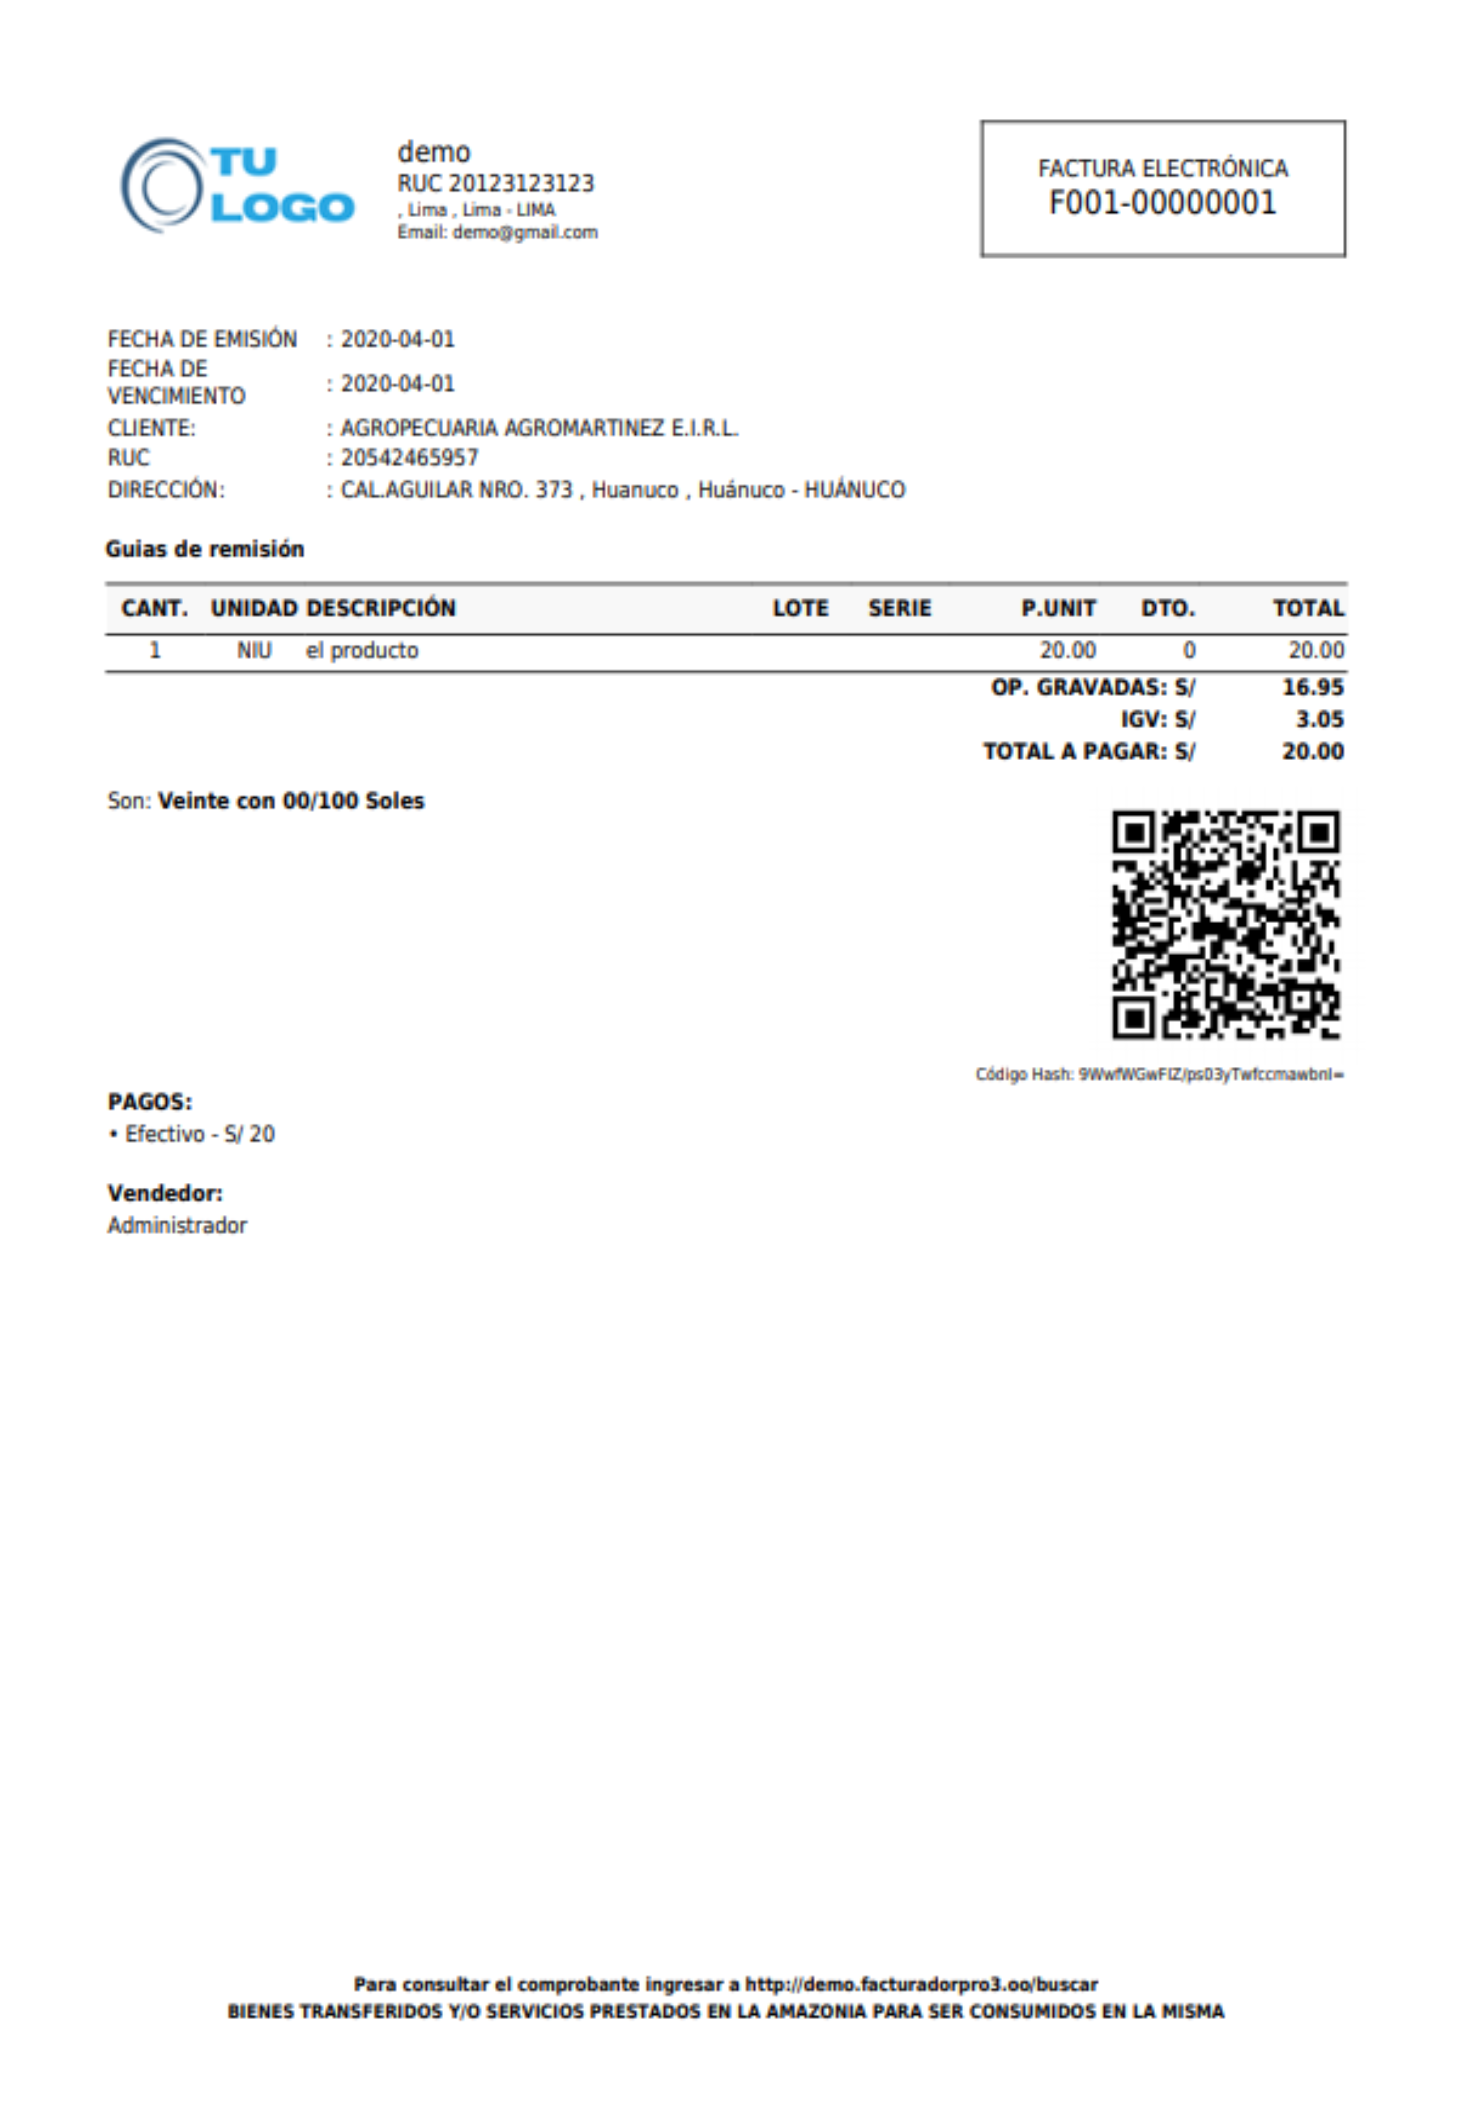 TU
LOGO
demo
RUC 20123123123
, Lima , Lima - LIMA
Email: demo@gmail.com
FACTURA ELECTRÓNICA
F001-00000001
FECHA DE EMISIÓN : 2020-04-01
FECHA DE
VENCIMIENTO : 2020-04-01
CLIENTE: : AGROPECUARIA AGROMARTINEZ E.I.R.L.
RUC : 20542465957
DIRECCIÓN: : CAL.AGUILAR NRO. 373 , Huanuco , Huánuco - HUÁNUCO
Guias de remisión
CANT. UNIDAD DESCRIPCIÓN LOTE SERIE P.UNIT DTO. TOTAL
1 NIU el producto 20.00 0 20.00
OP. GRAVADAS: S/ 16.95
IGV: S/ 3.05
TOTAL A PAGAR: S/ 20.00
Son: Veinte con 00/100 Soles
Código Hash:
PAGOS:
• Efectivo - S/ 20
Vendedor:
Administrador
Para consultar el comprobante ingresar a http://demo.facturadorpro3.oo/buscar
BIENES TRANSFERIDOS Y/O SERVICIOS PRESTADOS EN LA AMAZONIA PARA SER CONSUMIDOS EN LA MISMA